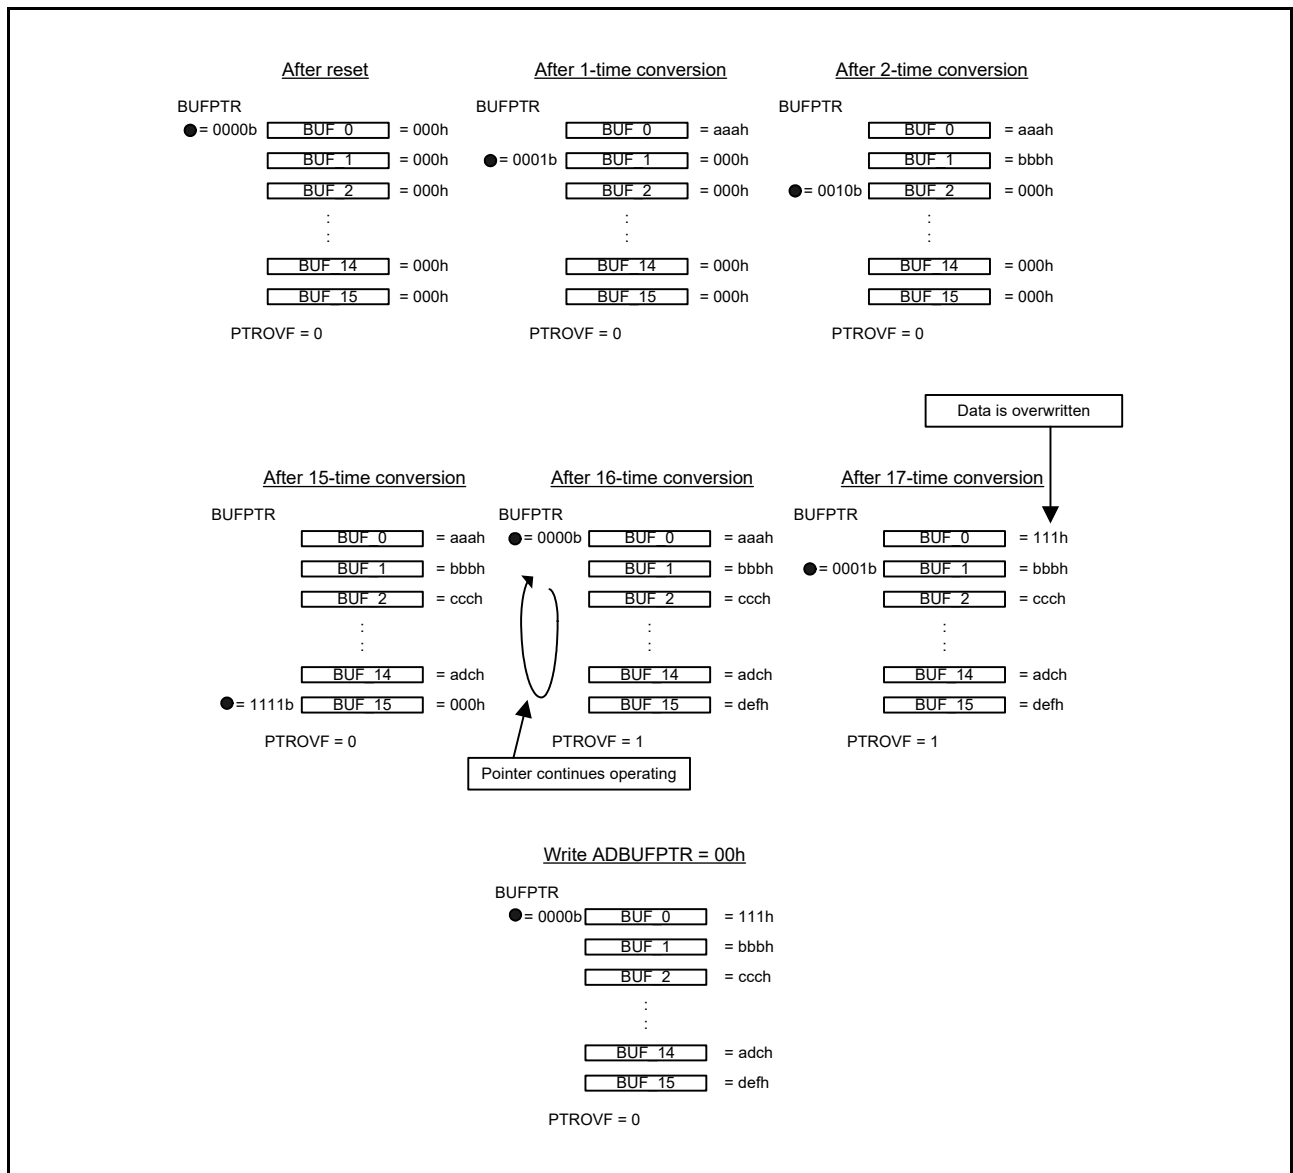 After reset
After 1-time conversion
After 2-time conversion
BUFPTR
BUFPTR
BUFPTR
= 0000b BUF_0 = 000h
BUF_0 = aaah
BUF_0 = aaah
BUF_1 = 000h
= 0001b BUF_1 = 000h
BUF_1 = bbbh
BUF_2 = 000h
BUF_2 = 000h
= 0010b BUF_2 = 000h
BUF_14 = 000h
BUF_14 = 000h
BUF_14 = 000h
BUF_15 = 000h
BUF_15 = 000h
BUF_15 = 000h
PTROVF = 0
PTROVF = 0
PTROVF = 0
Data is overwritten
After 15-time conversion
After 16-time conversion
After 17-time conversion
BUFPTR
BUFPTR
BUFPTR
BUF_0 = aaah
= 0000b BUF_0 = aaah
BUF_0 = 111h
BUF_1 = bbbh
BUF_1 = bbbh
= 0001b BUF_1 = bbbh
BUF_2 = ccch
BUF_2 = ccch
BUF_2 = ccch
BUF_14 = adch
BUF_14 = adch
BUF_14 = adch
= 1111b BUF_15 = 000h
BUF_15 = defh
BUF_15 = defh
PTROVF = 0
PTROVF = 1
PTROVF = 1
Pointer continues operating
Write ADBUFPTR = 00h
BUFPTR
= 0000b BUF_0 = 111h
BUF_1 = bbbh
BUF_2 = ccch
BUF_14 = adch
BUF_15 = defh
PTROVF = 0